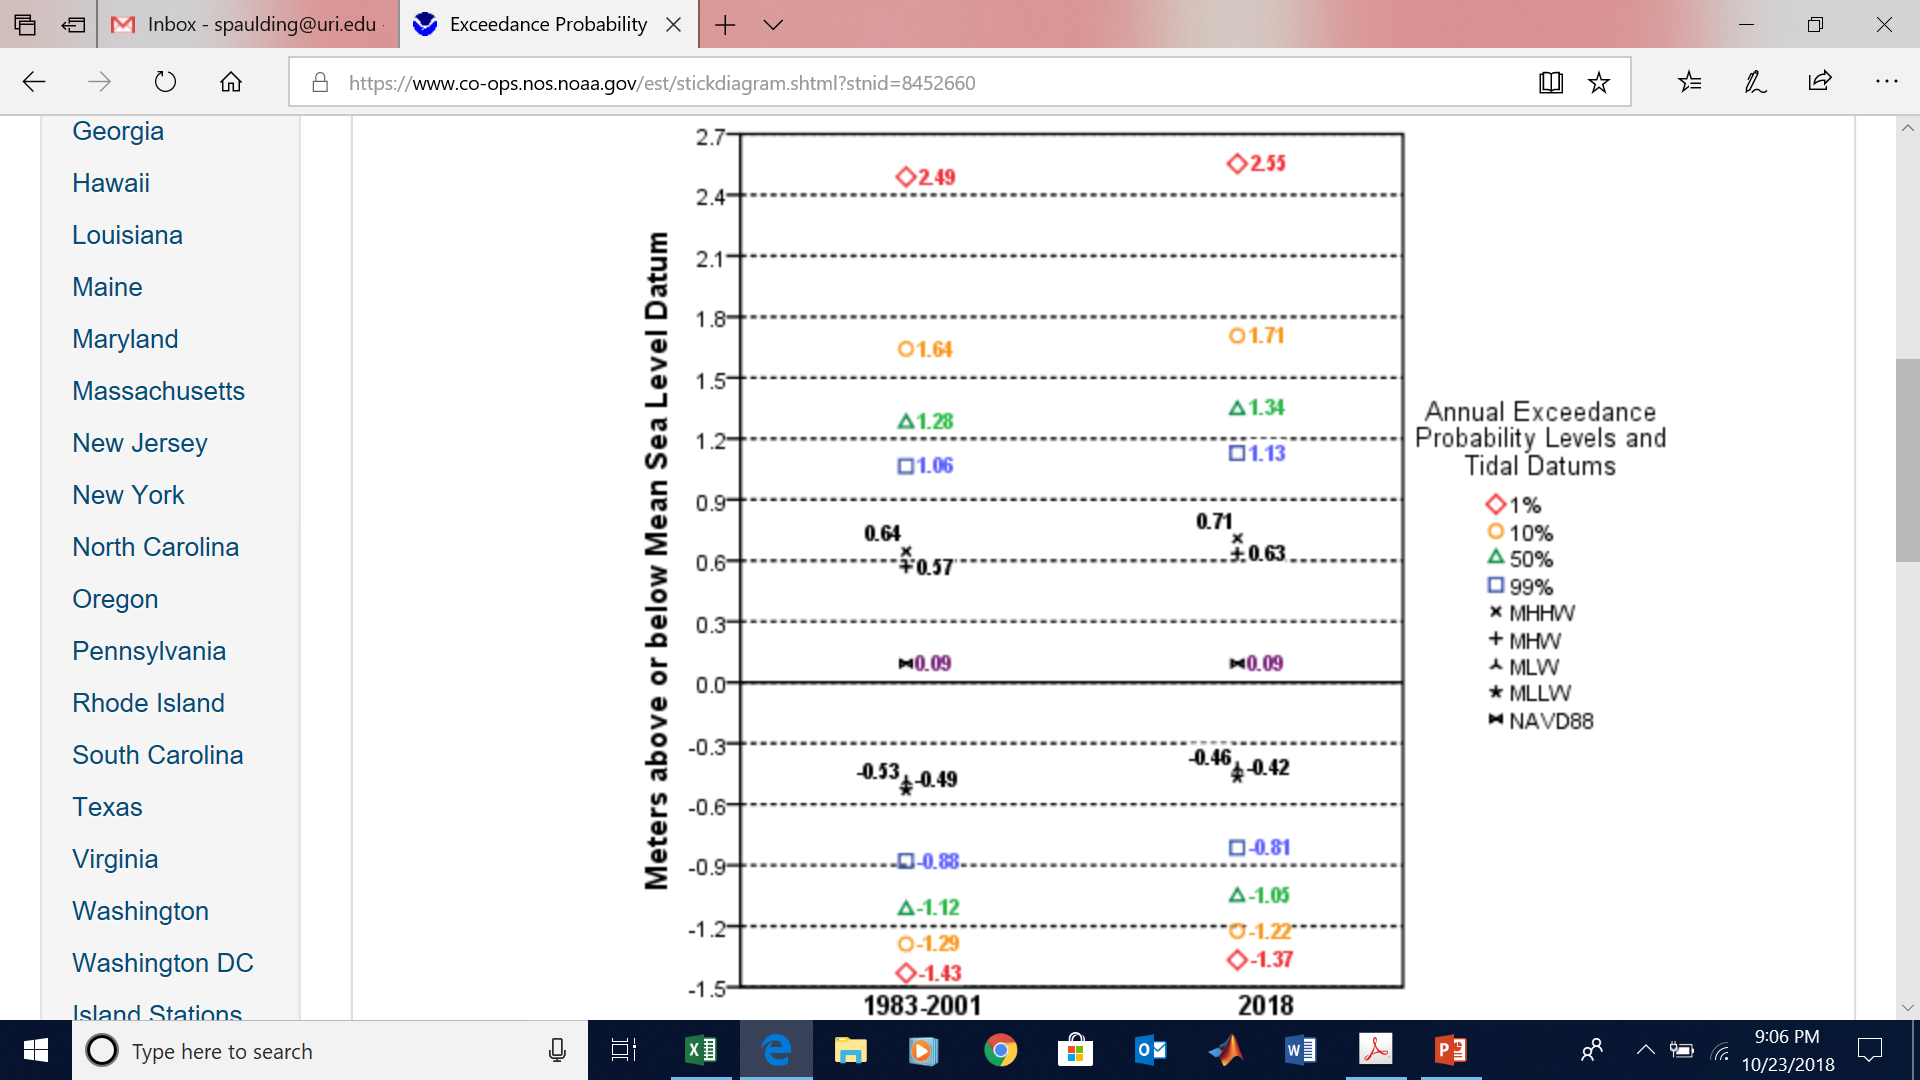 Inbox - spaulding@uri.edu
Exceedance Probability
https://www.co-ops.nos.noaa.gov/est/stickdiagram.shtml?stnid=8452660
Georgia
Hawaii
Louisiana
Maine
Maryland
Massachusetts
New Jersey
New York
North Carolina
Oregon
Pennsylvania
Rhode Island
South Carolina
Texas
Virginia
Washington
Washington DC
Island Stations
Meters above or below Mean Sea Level Datum
2.7
2.4
2.1
1.8
1.5
1.2
0.9
0.6
0.3
0.0
-0.3
-0.6
-0.9
-1.2
-1.5
2.49
1.64
1.28
1.06
0.64
0.57
0.09
-0.53
-0.49
-0.88
-1.12
-1.29
-1.43
2.55
1.71
1.34
1.13
0.71
0.63
0.09
-0.46
-0.42
-0.81
-1.05
-1.22
-1.37
1983-2001
2018
Annual Exceedance
Probability Levels and
Tidal Datums
1%
10%
50%
99%
MHHW
MHW
MLW
MLLW
NAVD88
Type here to search
9:06 PM
10/23/2018